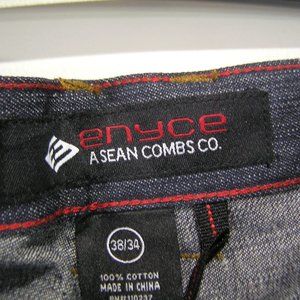 enyce
A SEAN COMBS CO.
38/34
100% COTTON
MADE IN CHINA